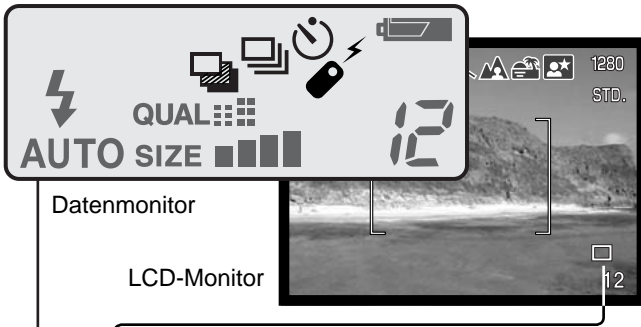 1280
STD.
QUAL
AUTO SIZE 12
Datenmonitor
LCD-Monitor
12